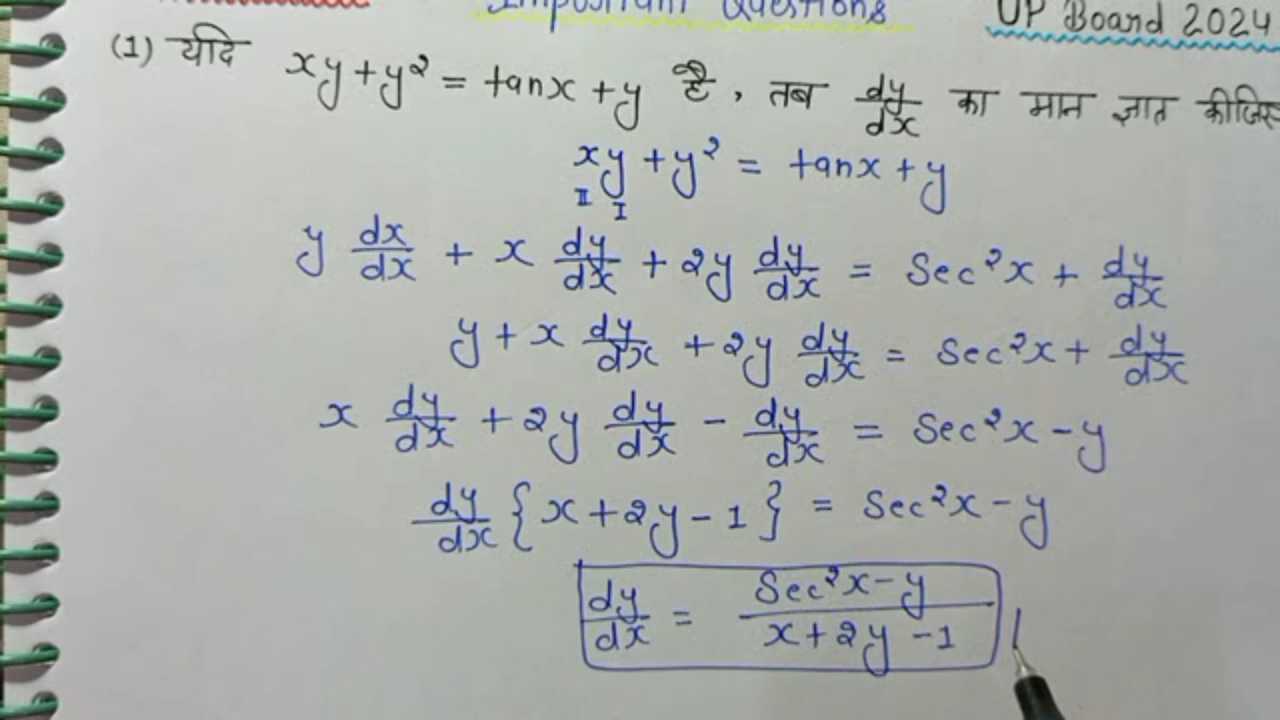 Important Questions
UP Board 2024
(1) यदि xy+y² = tanx +y है, तब dy/dx का मान ज्ञात
xy + y² = tanx + y
II I
y dx/dx + x dy/dx + 2y dy/dx = Sec²x + dy/dx
y + x dy/dx + 2y dy/dx = Sec²x + dy/dx
x dy/dx + 2y dy/dx - dy/dx = Sec²x - y
dy/dx {x+2y-1} = Sec²x - y
dy/dx = Sec²x-y / x+2y-1